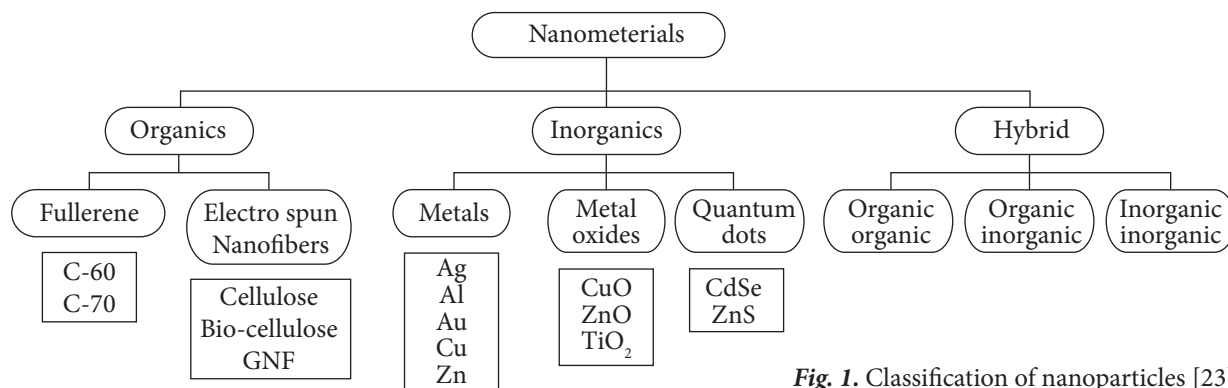 Nanometerials
Organics
Inorganics
Hybrid
Fullerene
Electro spun
Nanofibers
Metals
Metal
oxides
Quantum
dots
Organic
organic
Organic
inorganic
Inorganic
inorganic
C-60
C-70
Cellulose
Bio-cellulose
GNF
Ag
Al
Au
Cu
Zn
CuO
ZnO
TiO₂
CdSe
ZnS
Fig. 1. Classification of nanoparticles [23